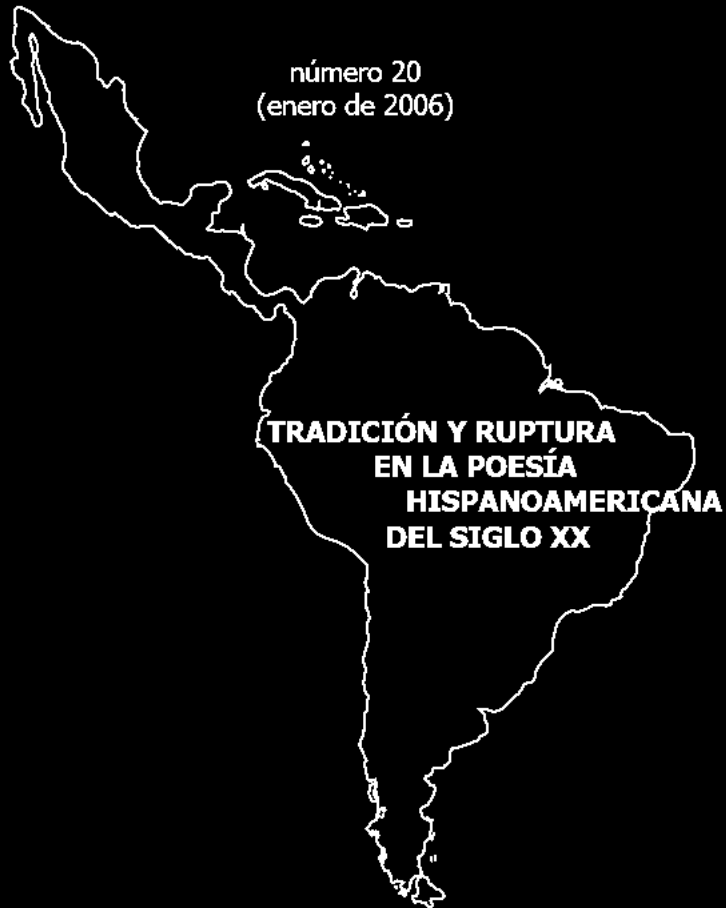 número 20
(enero de 2006)
TRADICIÓN Y RUPTURA
EN LA POESÍA
HISPANOAMERICANA
DEL SIGLO XX